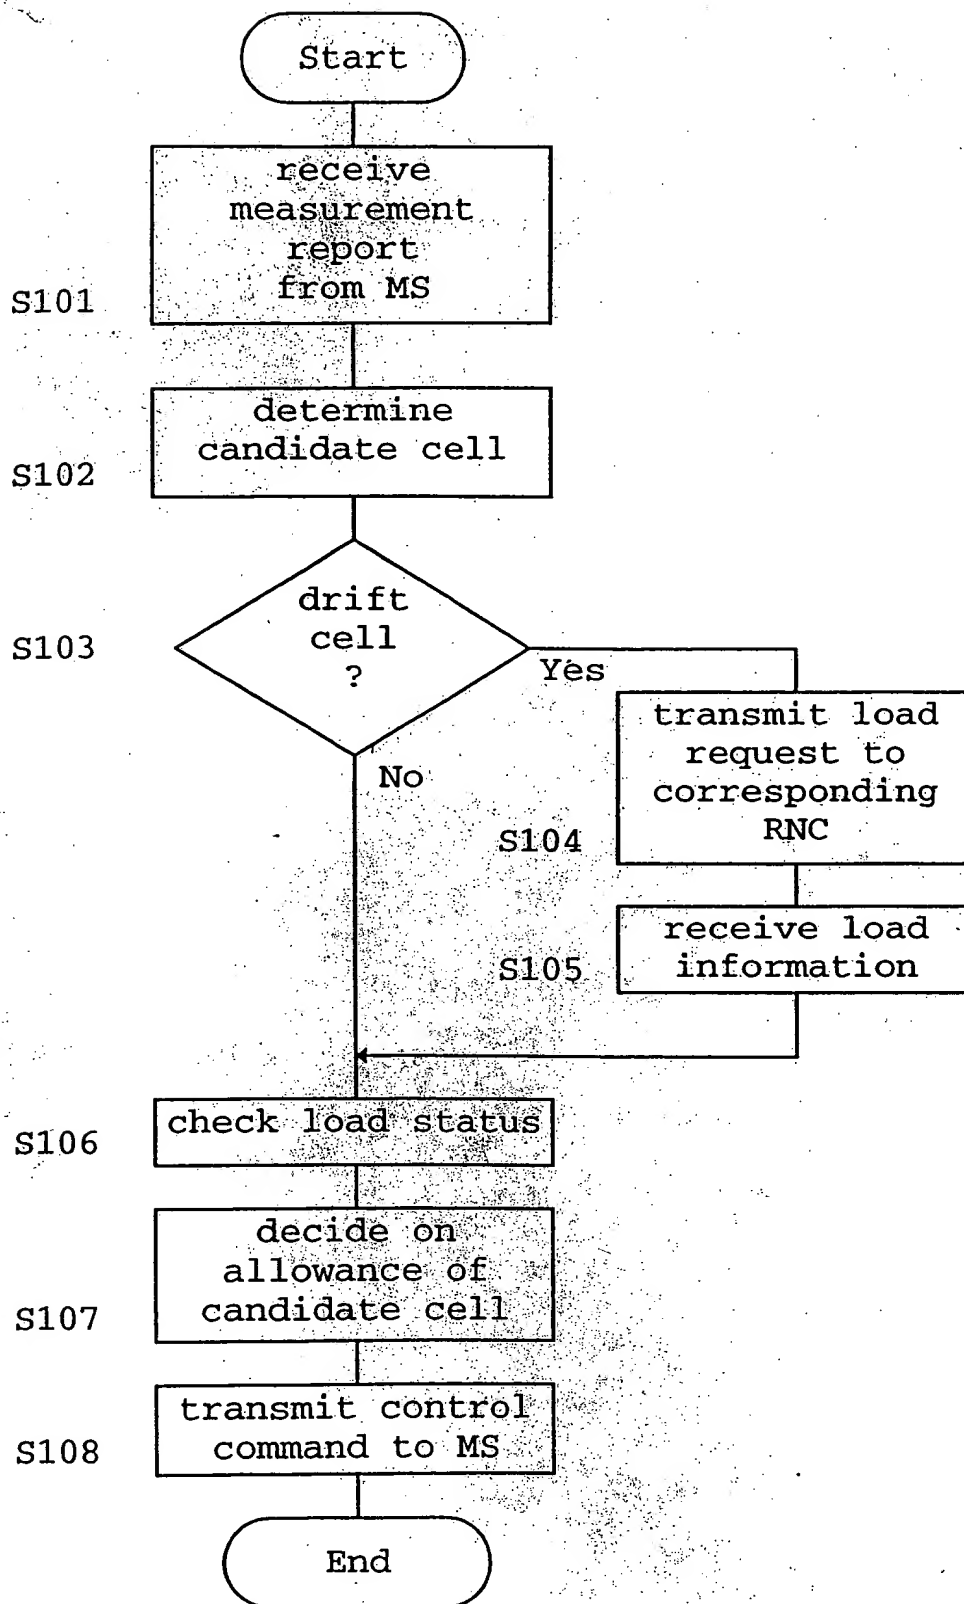 Start
receive
measurement
report
from MS
S101
determine
candidate cell
S102
drift
cell
?
S103
Yes
No
transmit load
request to
corresponding
RNC
S104
receive load
information
S105
check load status
S106
decide on
allowance of
candidate cell
S107
transmit control
command to MS
S108
End